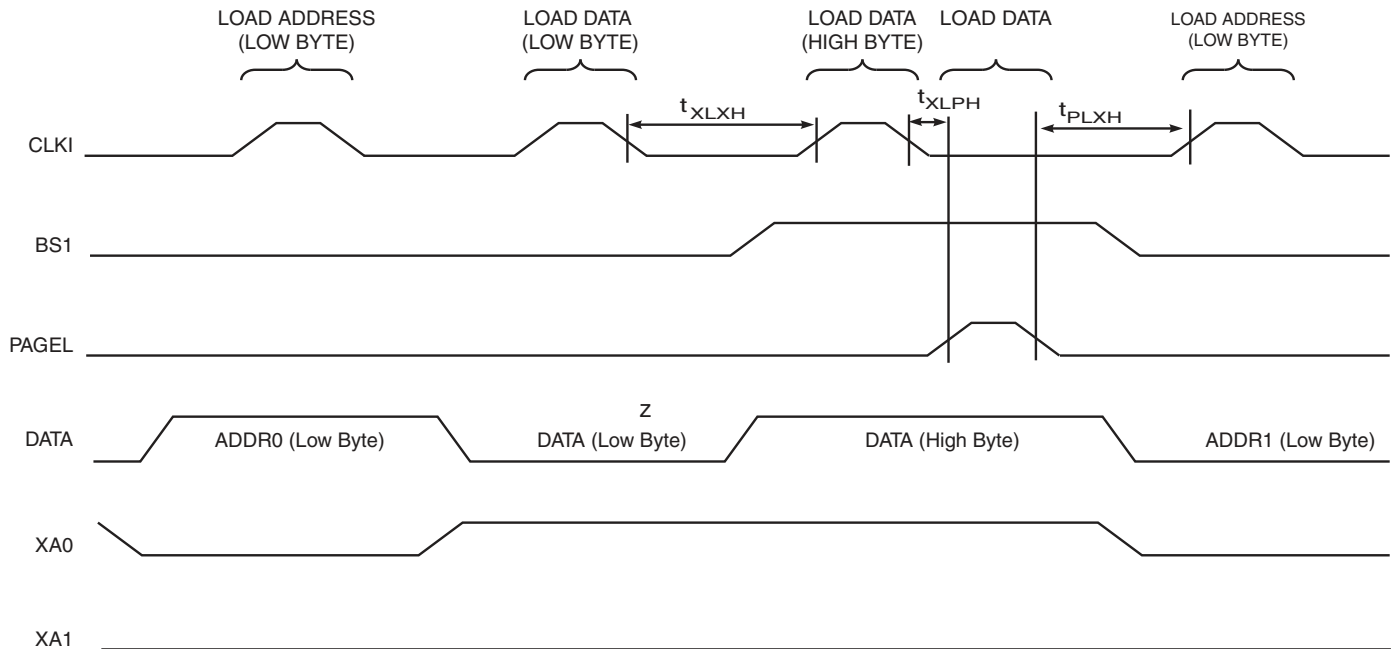 LOAD ADDRESS
(LOW BYTE)
LOAD DATA
(LOW BYTE)
LOAD DATA
(HIGH BYTE)
LOAD DATA
LOAD ADDRESS
(LOW BYTE)
tXLXH
tXLPH
tPLXH
CLKI
BS1
PAGEL
DATA
ADDR0 (Low Byte)
z
DATA (Low Byte)
DATA (High Byte)
ADDR1 (Low Byte)
XA0
XA1